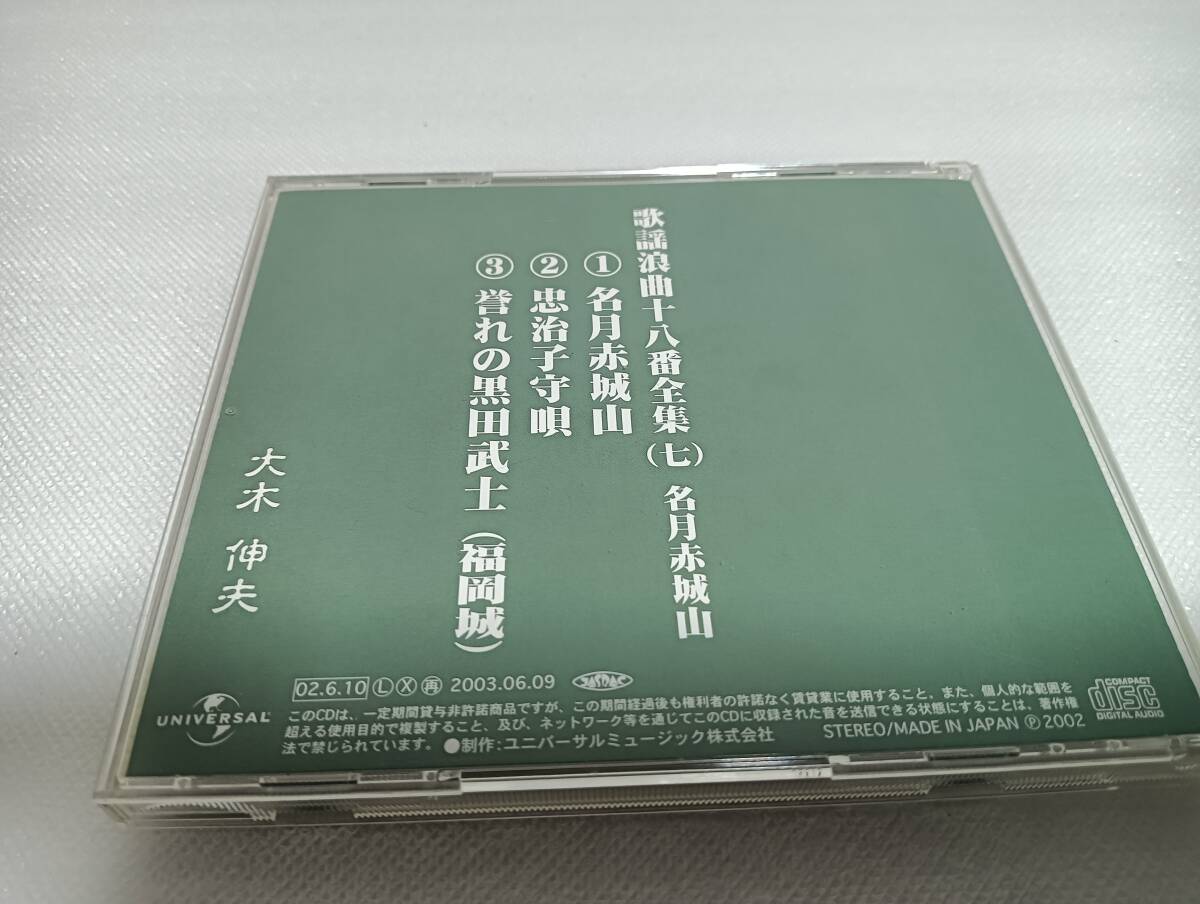 歌謡浪曲十八番全集(七) 名月赤城山
① 名月赤城山
② 忠治子守唄
③ 誉れの黒田武士(福岡城)
大木 伸夫
UNIVERSAL
02.6.10 Ⓛ Ⓧ ㊢ 2003.06.09 JASRAC
このCDは、一定期間貸与非許諾商品ですが、この期間経過後も権利者の許諾なく賃貸業に使用すること、また、個人的な範囲を
超える使用目的で複製すること、及び、ネットワーク等を通じてこのCDに収録された音を送信できる状態にすることは、著作権
法で禁じられています。 ●制作:ユニバーサルミュージック株式会社
STEREO/MADE IN JAPAN Ⓟ2002
COMPACT
disc
DIGITAL AUDIO